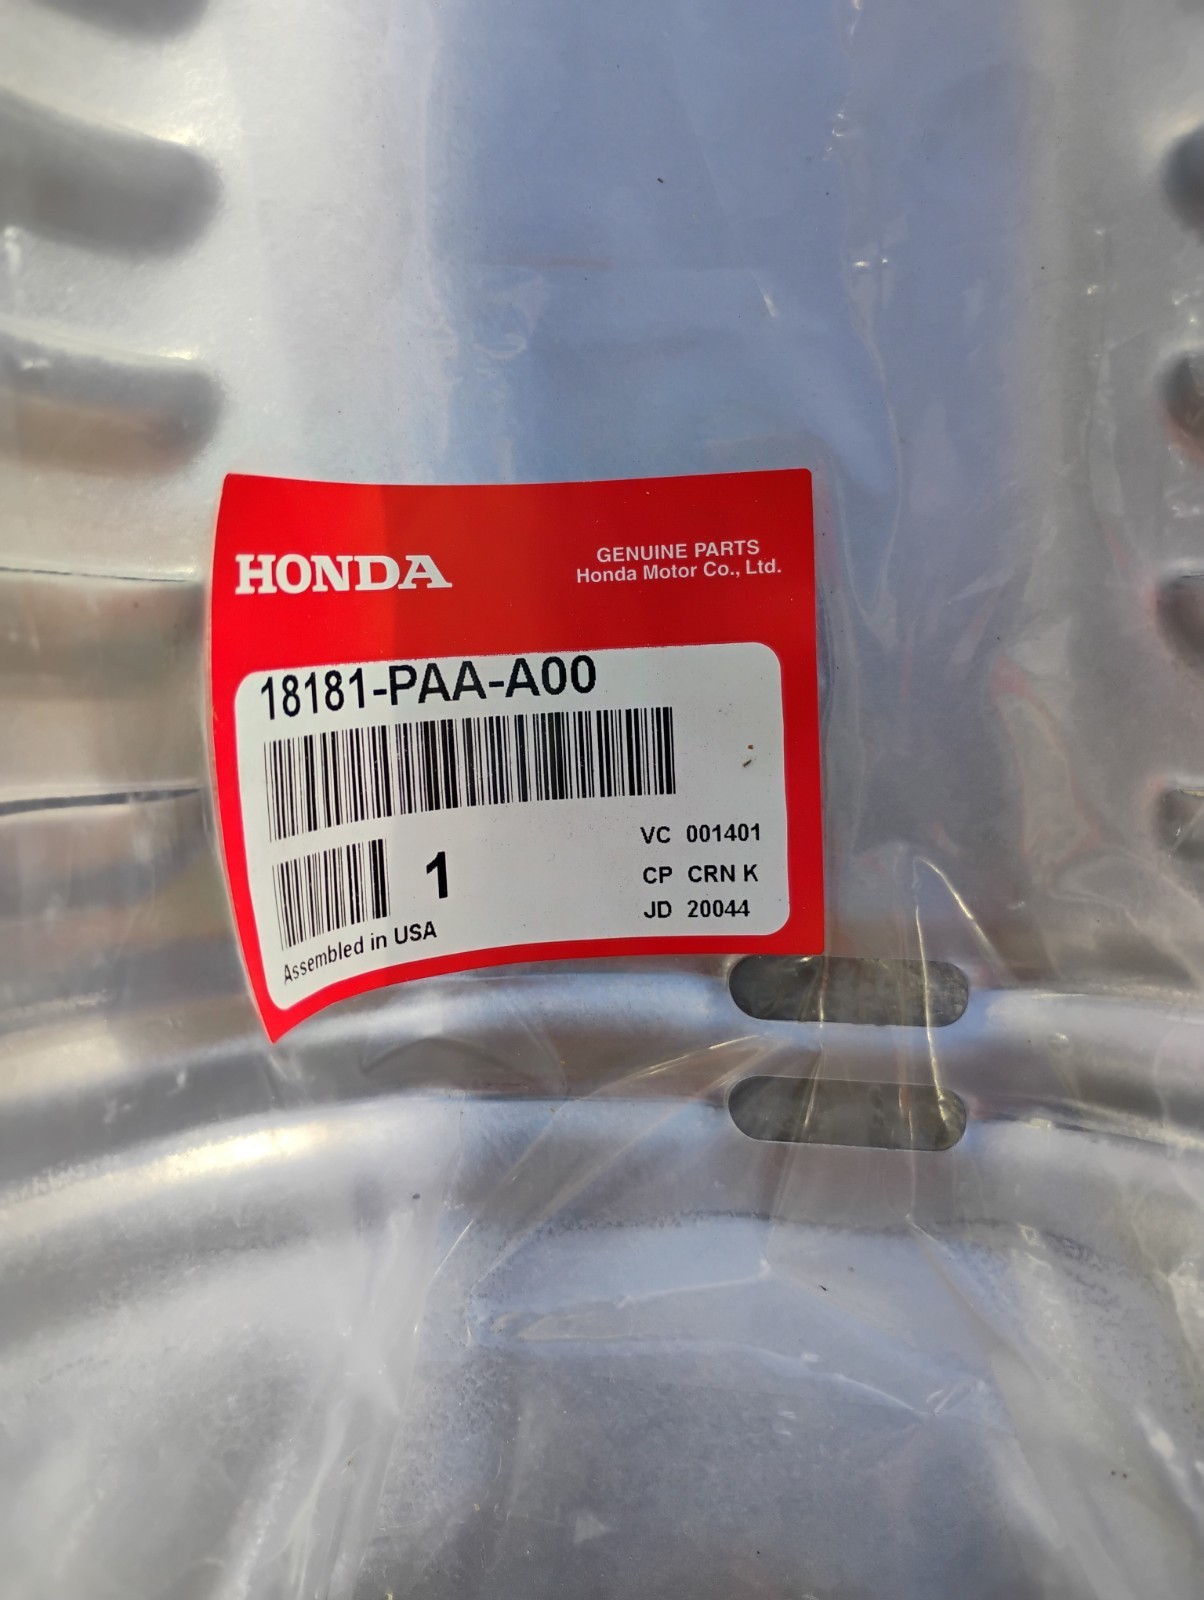 HONDA
GENUINE PARTS
Honda Motor Co., Ltd.
18181-PAA-A00
1
VC 001401
CP CRN K
JD 20044
Assembled in USA